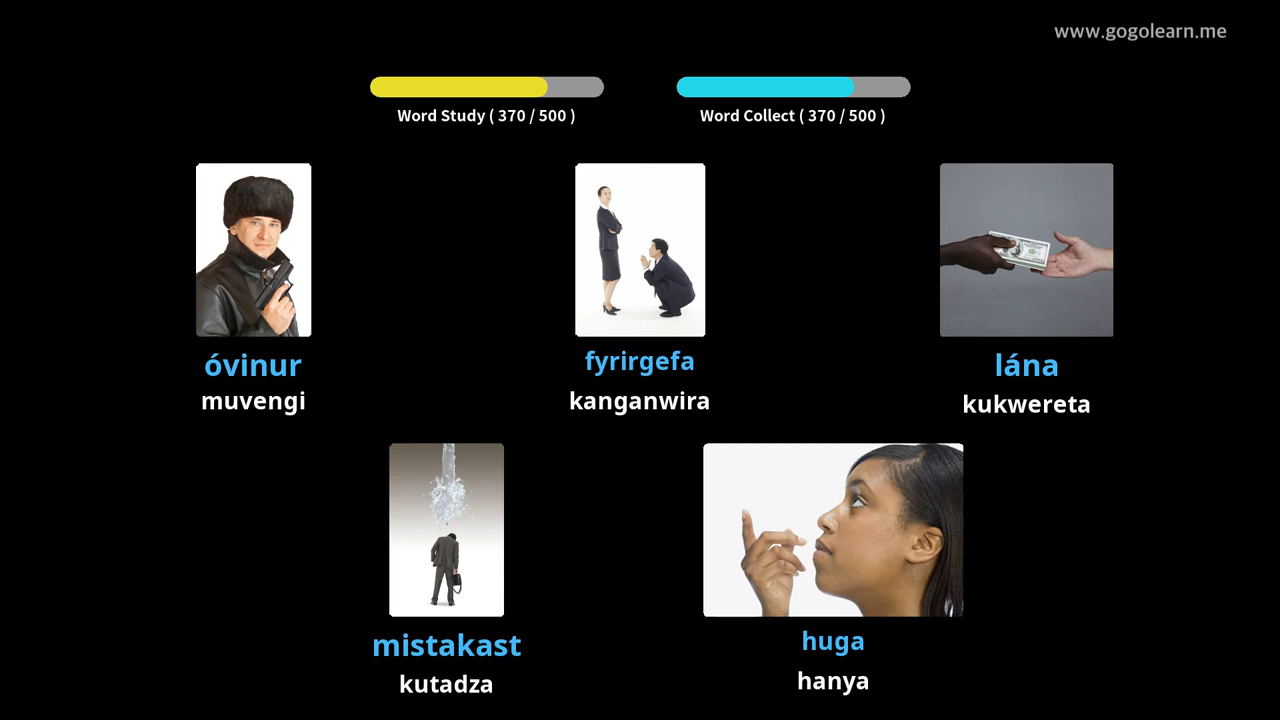 www.gogolearn.me
Word Study ( 370 / 500 )
Word Collect ( 370 / 500 )
óvinur
muvengi
fyrirgefa
kanganwira
lána
kukwereta
mistakast
kutadza
huga
hanya